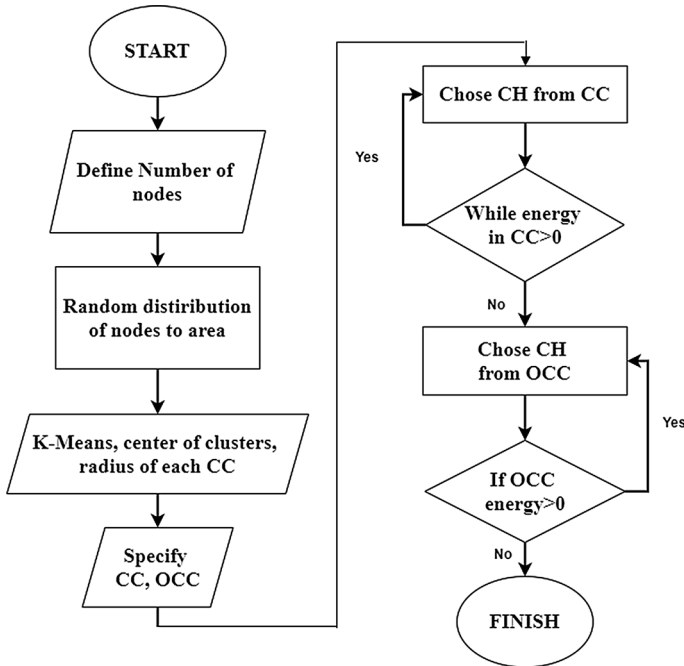 START
Define Number of
nodes
Random distiribution
of nodes to area
K-Means, center of clusters,
radius of each CC
Specify
CC, OCC
Chose CH from CC
Yes
While energy
in CC>0
No
Chose CH
from OCC
Yes
If OCC
energy>0
No
FINISH